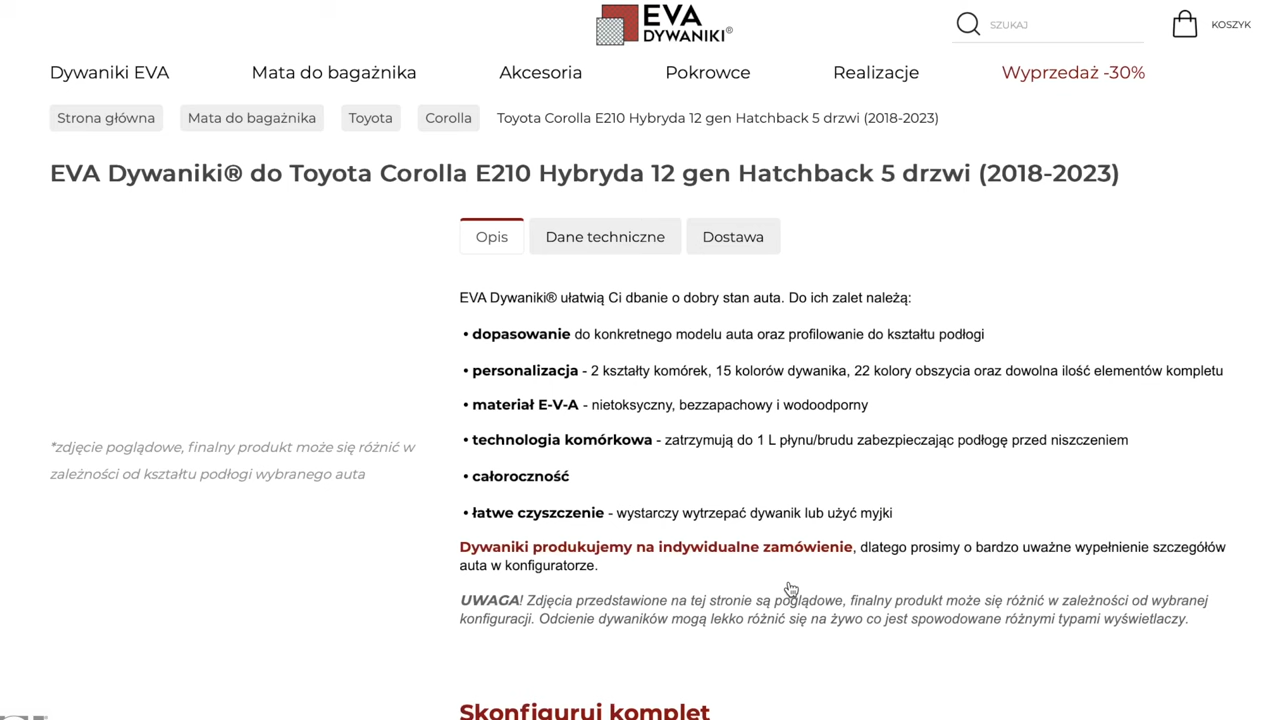 EVA
DYWANIKI®
SZUKAJ
KOSZYK
Dywaniki EVA
Mata do bagażnika
Akcesoria
Pokrowce
Realizacje
Wyprzedaż -30%
Strona główna
Mata do bagażnika
Toyota
Corolla
Toyota Corolla E210 Hybryda 12 gen Hatchback 5 drzwi (2018-2023)
EVA Dywaniki® do Toyota Corolla E210 Hybryda 12 gen Hatchback 5 drzwi (2018-2023)
Opis
Dane techniczne
Dostawa
EVA Dywaniki® ułatwią Ci dbanie o dobry stan auta. Do ich zalet należą:
• dopasowanie do konkretnego modelu auta oraz profilowanie do kształtu podłogi
• personalizacja - 2 kształty komórek, 15 kolorów dywanika, 22 kolory obszycia oraz dowolna ilość elementów kompletu
• materiał E-V-A - nietoksyczny, bezzapachowy i wodoodporny
• technologia komórkowa - zatrzymują do 1 L płynu/brudu zabezpieczając podłogę przed niszczeniem
• całoroczność
• łatwe czyszczenie - wystarczy wytrzepać dywanik lub użyć myjki
*zdjęcie poglądowe, finalny produkt może się różnić w
zależności od kształtu podłogi wybranego auta
Dywaniki produkujemy na indywidualne zamówienie, dlatego prosimy o bardzo uważne wypełnienie szczegółów
auta w konfiguratorze.
UWAGA! Zdjęcia przedstawione na tej stronie są poglądowe, finalny produkt może się różnić w zależności od wybranej
konfiguracji. Odcienie dywaników mogą lekko różnić się na żywo co jest spowodowane różnymi typami wyświetlaczy.
Skonfiguruj komplet